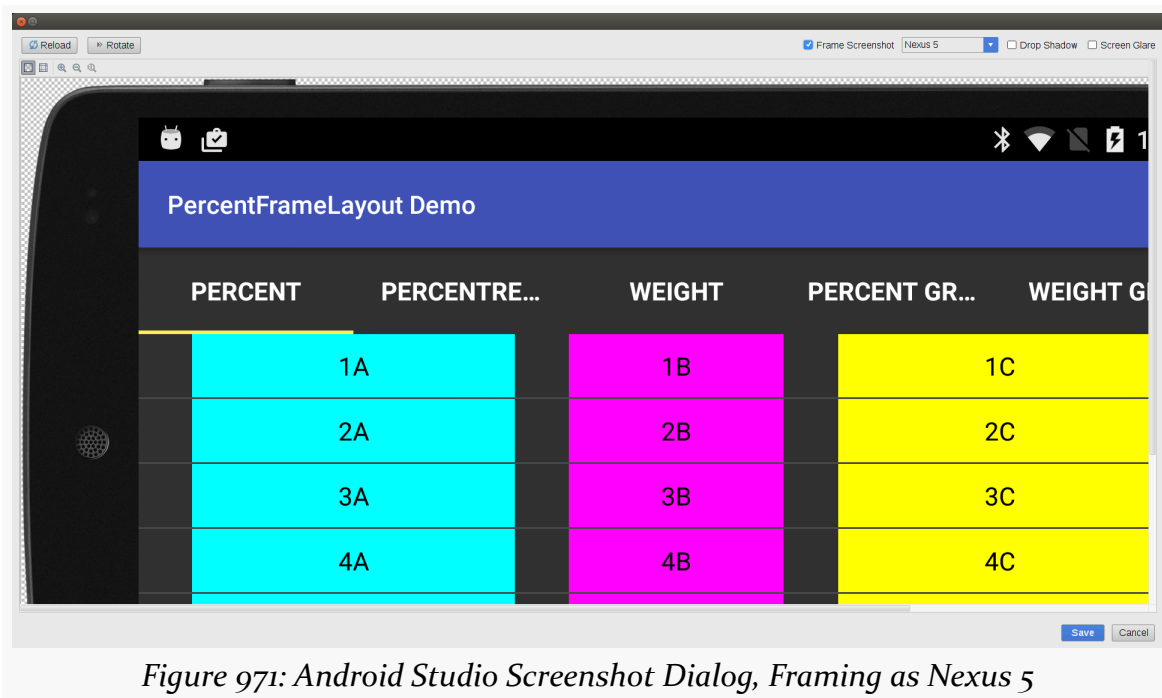 Reload Rotate Frame Screenshot Nexus 5 Drop Shadow Screen Glare
1
PercentFrameLayout Demo
PERCENT PERCENTRE... WEIGHT PERCENT GR... WEIGHT G
1A 1B 1C
2A 2B 2C
3A 3B 3C
4A 4B 4C
Save Cancel
Figure 971: Android Studio Screenshot Dialog, Framing as Nexus 5